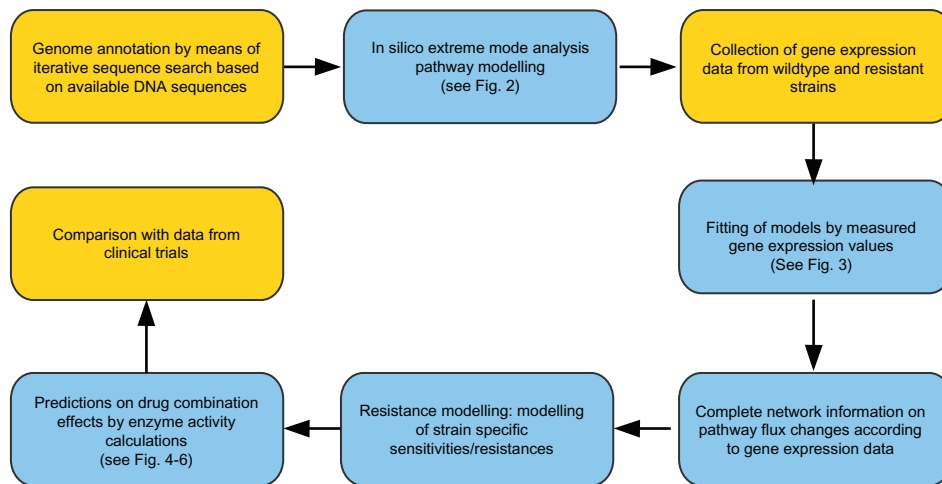 Genome annotation by means of
iterative sequence search based
on available DNA sequences
In silico extreme mode analysis
pathway modelling
(see Fig. 2)
Collection of gene expression
data from wildtype and resistant
strains
Fitting of models by measured
gene expression values
(See Fig. 3)
Complete network information on
pathway flux changes according
to gene expression data
Resistance modelling: modelling
of strain specific
sensitivities/resistances
Predictions on drug combination
effects by enzyme activity
calculations
(see Fig. 4-6)
Comparison with data from
clinical trials